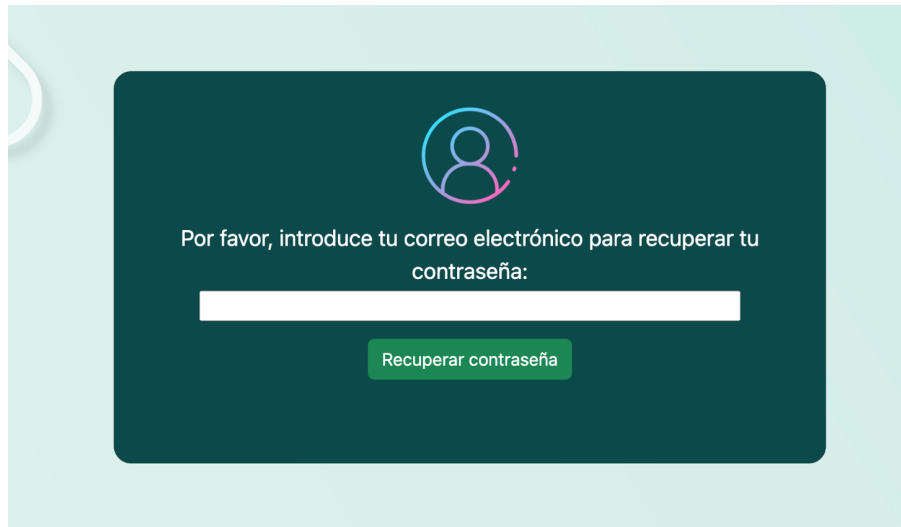 Por favor, introduce tu correo electrónico para recuperar tu
contraseña:
Recuperar contraseña